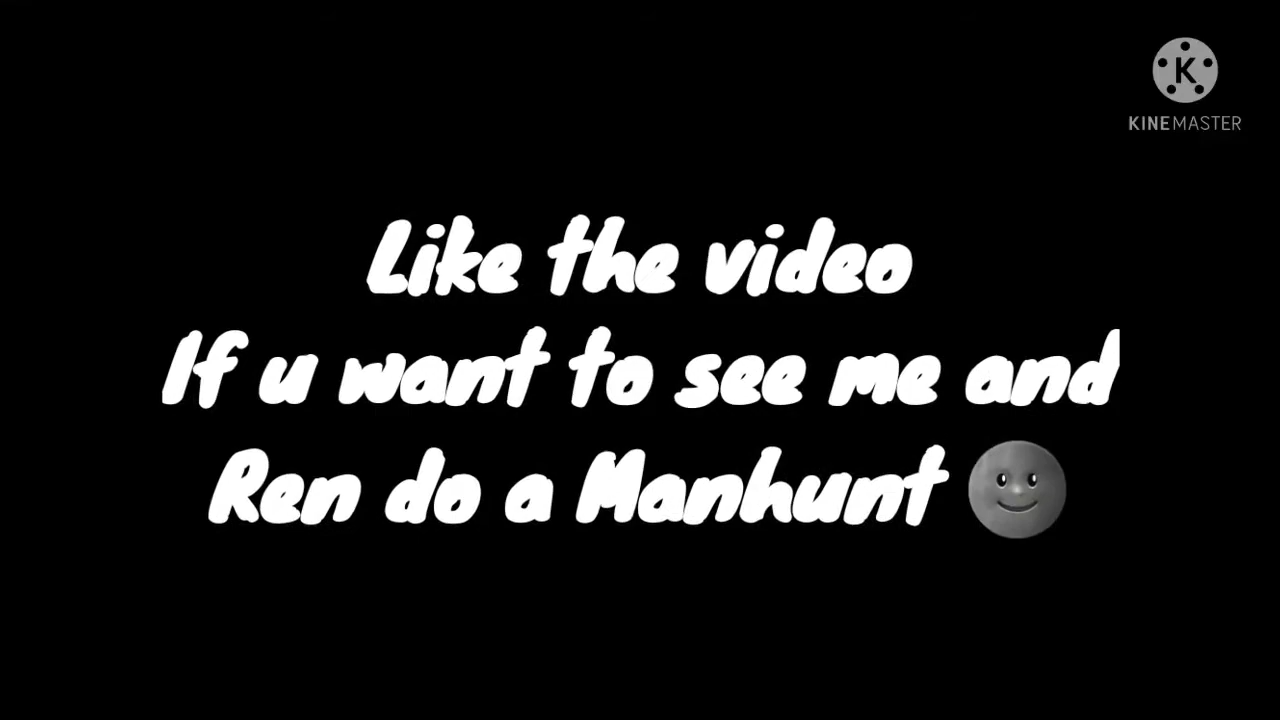 K
KINEMASTER
Like the video
If u want to see me and
Ren do a Manhunt 🌚